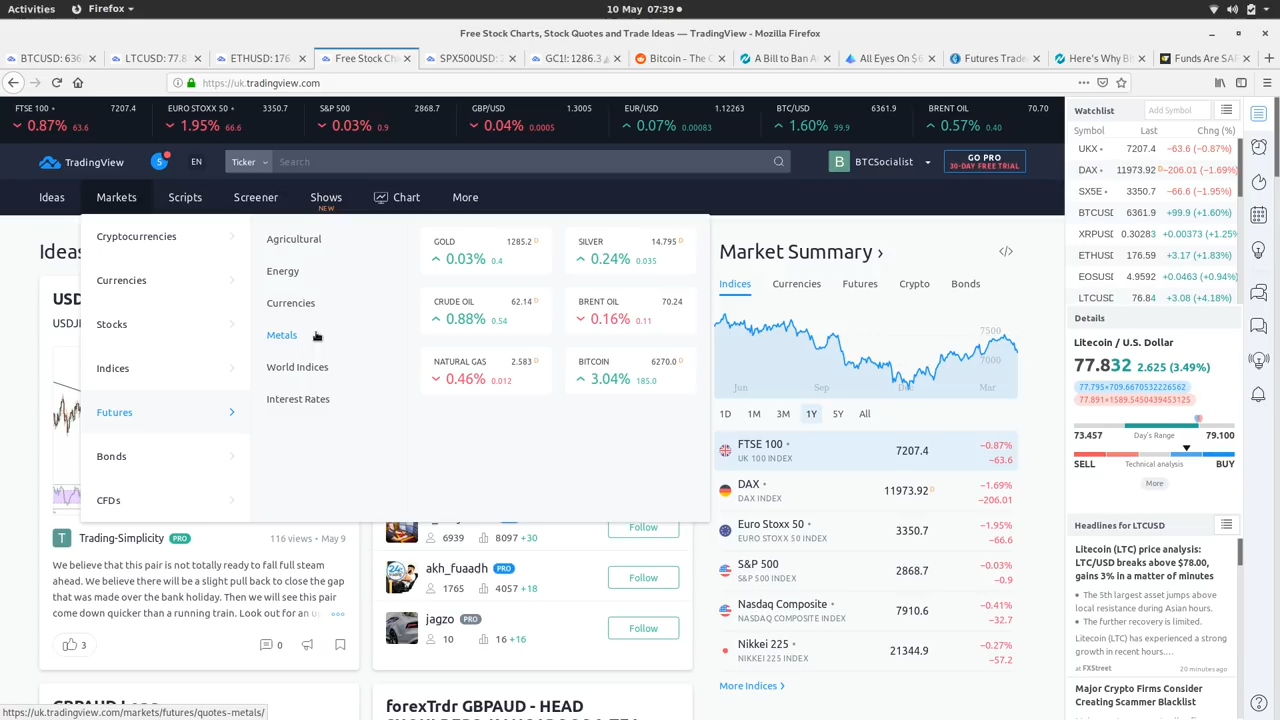 Activities
Firefox
10 May 07:39
Free Stock Charts, Stock Quotes and Trade Ideas — TradingView - Mozilla Firefox
BTCUSD: 636
LTCUSD: 77.8
ETHUSD: 176
Free Stock Ch
SPX500USD: 2
GC1!: 1286.3
Bitcoin - The C
A Bill to Ban A
All Eyes On $6
Futures Trade
Here's Why Bi
Funds Are SAF
https://uk.tradingview.com
FTSE 100 7207.4
0.87% 63.6
EURO STOXX 50 3350.7
1.95% 66.6
S&P 500 2868.7
0.03% 0.9
GBP/USD 1.3005
0.04% 0.0005
EUR/USD 1.12263
0.07% 0.00083
BTC/USD 6361.9
1.60% 99.9
BRENT OIL 70.70
0.57% 0.40
TradingView
5
EN
Ticker
Search
B
BTCSocialist
GO PRO
30-DAY FREE TRIAL
Ideas
Markets
Scripts
Screener
Shows
NEW
Chart
More
Ideas
USD
USDJ
Cryptocurrencies
Currencies
Stocks
Indices
Futures
Bonds
CFDs
Agricultural
Energy
Currencies
Metals
World Indices
Interest Rates
GOLD 1285.2 D
0.03% 0.4
SILVER 14.795 D
0.24% 0.035
CRUDE OIL 62.14 D
0.88% 0.54
BRENT OIL 70.24
0.16% 0.11
NATURAL GAS 2.583 D
0.46% 0.012
BITCOIN 6270.0 D
3.04% 185.0
T
Trading-Simplicity PRO
116 views • May 9
We believe that this pair is not totally ready to fall full steam
ahead. We believe there will be a slight pull back to close the gap
that was made over the bank holiday. Then we will see this pair
come down quicker than a running train. Look out for an
3
0
6939 8097 +30
Follow
akh_fuaadh PRO
1765 4057 +18
Follow
jagzo PRO
10 16 +16
Follow
forexTrdr GBPAUD - HEAD
Market Summary ›
Indices
Currencies
Futures
Crypto
Bonds
7500
7000
Jun
Sep
Mar
1D
1M
3M
1Y
5Y
All
FTSE 100
UK 100 INDEX
7207.4
−0.87%
−63.6
DAX
DAX INDEX
11973.92 D
−1.69%
−206.01
Euro Stoxx 50
EURO STOXX 50 INDEX
3350.7
−1.95%
−66.6
S&P 500
S&P 500 INDEX
2868.7
−0.03%
−0.9
Nasdaq Composite
NASDAQ COMPOSITE INDEX
7910.6
−0.41%
−32.7
Nikkei 225
NIKKEI 225 INDEX
21344.9
−0.27%
−57.2
More Indices ›
Watchlist
Add Symbol
Symbol Last Chng (%)
UKX 7207.4 −63.6 (−0.87%)
DAX 11973.92 D −206.01 (−1.69%)
SX5E 3350.7 −66.6 (−1.95%)
BTCUSD 6361.9 +99.9 (+1.60%)
XRPUSD 0.30283 +0.00373 (+1.25%
ETHUSD 176.59 +3.17 (+1.83%)
EOSUSD 4.9592 +0.0463 (+0.94%)
LTCUSD 76.84 +3.08 (+4.18%)
Details
Litecoin / U.S. Dollar
77.832 2.625 (3.49%)
77.795×709.6670532226562
77.891×1589.5450439453125
73.457 Day's Range 79.100
SELL Technical analysis BUY
More
Headlines for LTCUSD
Litecoin (LTC) price analysis:
LTC/USD breaks above $78.00,
gains 3% in a matter of minutes
• The 5th largest asset jumps above
local resistance during Asian hours.
• The further recovery is limited.
Litecoin (LTC) has experienced a strong
growth in recent hours....
at FXStreet 20 minutes ago
Major Crypto Firms Consider
Creating Scammer Blacklist
https://uk.tradingview.com/markets/futures/quotes-metals/